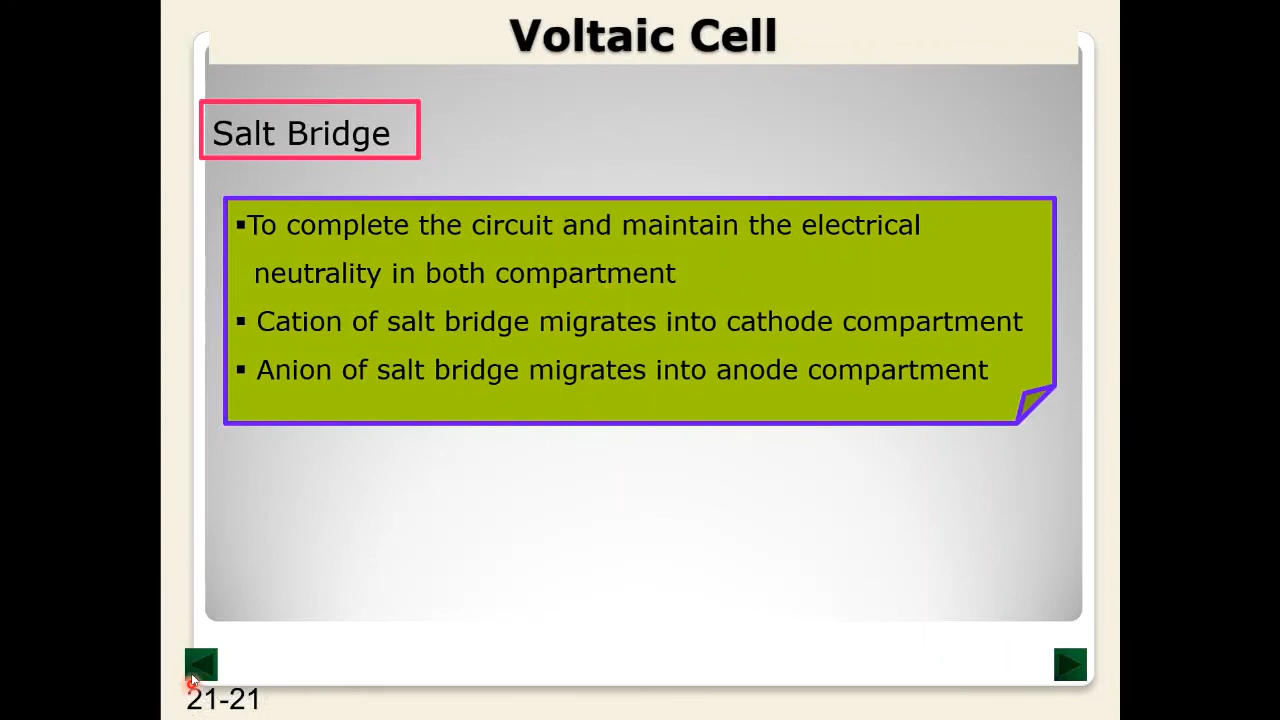 Voltaic Cell
Salt Bridge
▪To complete the circuit and maintain the electrical
neutrality in both compartment
▪ Cation of salt bridge migrates into cathode compartment
▪ Anion of salt bridge migrates into anode compartment
21-21